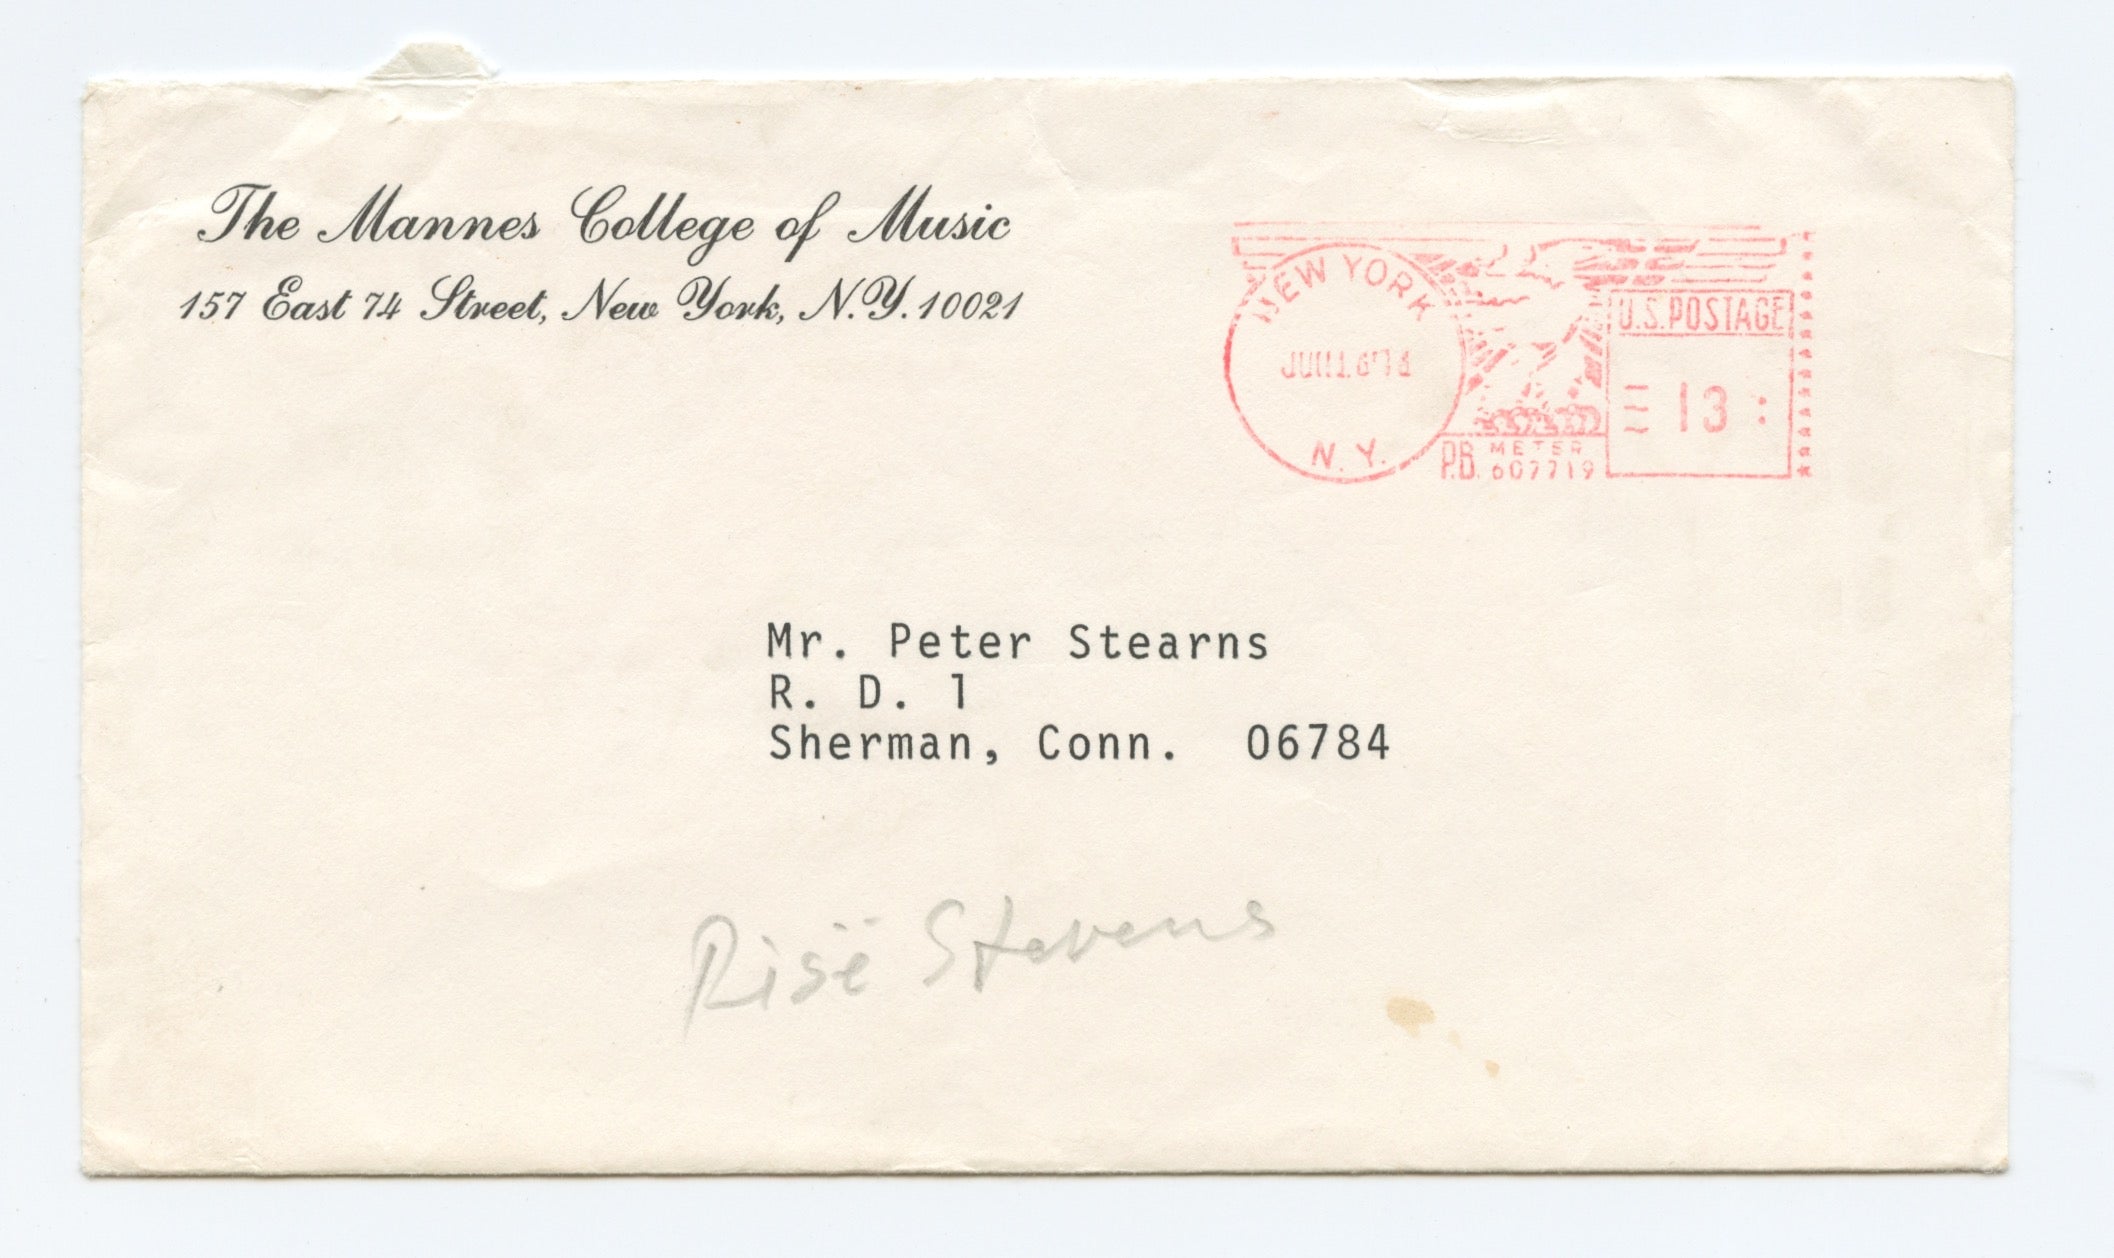 The Mannes College of Music
157 East 74 Street, New York, N.Y. 10021
NEW YORK
N.Y.
U.S. POSTAGE
13
P.B. METER
607719
Mr. Peter Stearns
R. D. 1
Sherman, Conn. 06784
Risë Stevens